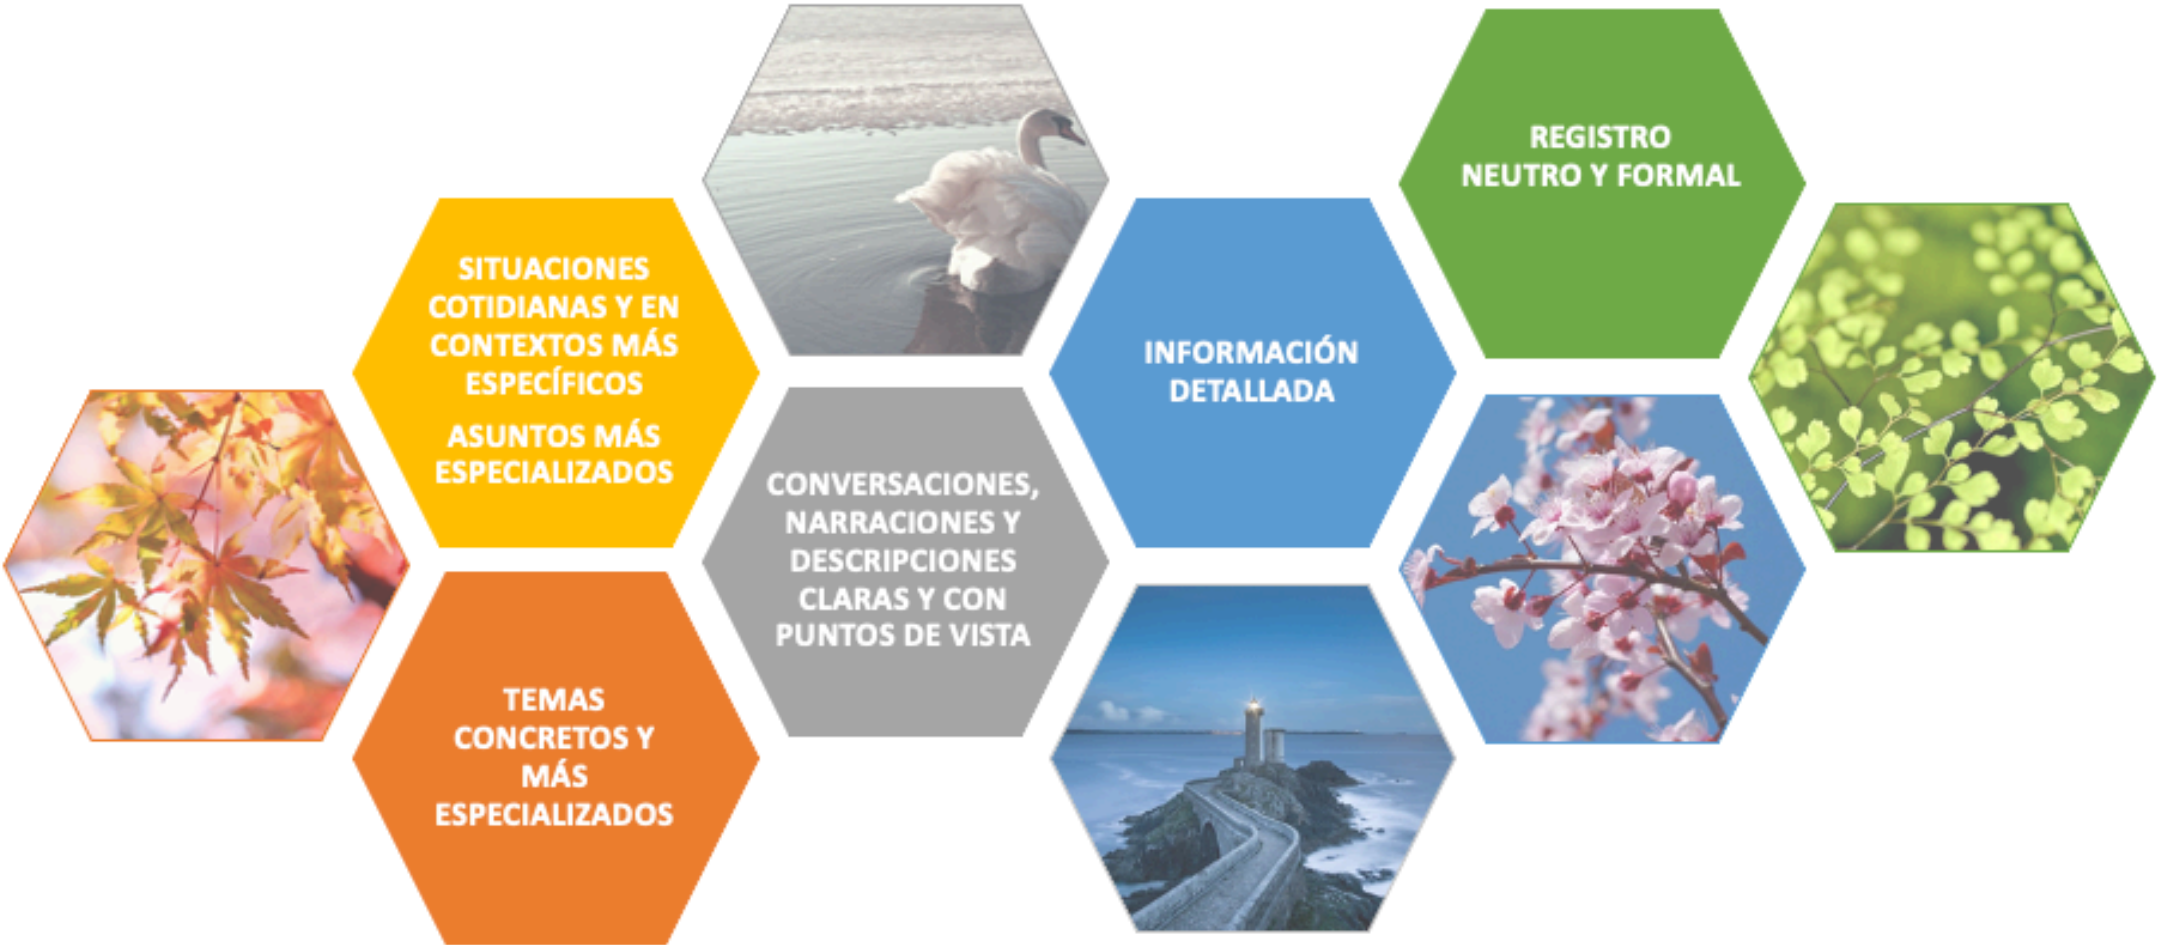 SITUACIONES
COTIDIANAS Y EN
CONTEXTOS MÁS
ESPECÍFICOS
ASUNTOS MÁS
ESPECIALIZADOS
TEMAS
CONCRETOS Y
MÁS
ESPECIALIZADOS
CONVERSACIONES,
NARRACIONES Y
DESCRIPCIONES
CLARAS Y CON
PUNTOS DE VISTA
INFORMACIÓN
DETALLADA
REGISTRO
NEUTRO Y FORMAL